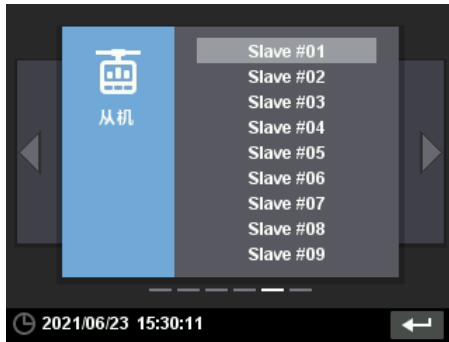 从机
Slave #01
Slave #02
Slave #03
Slave #04
Slave #05
Slave #06
Slave #07
Slave #08
Slave #09
2021/06/23 15:30:11